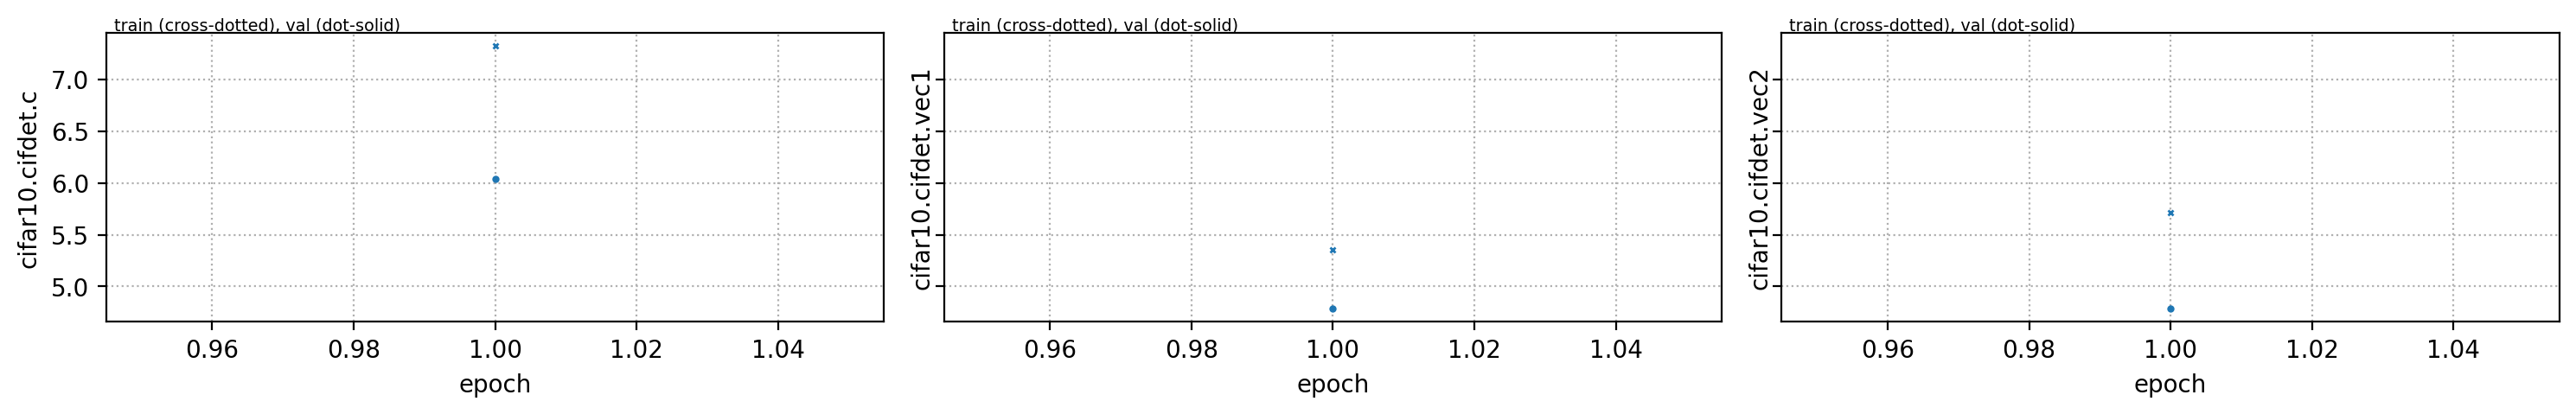 train (cross-dotted), val (dot-solid)
cifar10.cifdet.c
7.0
6.5
6.0
5.5
5.0
0.96 0.98 1.00 1.02 1.04
epoch
train (cross-dotted), val (dot-solid)
cifar10.cifdet.vec1
0.96 0.98 1.00 1.02 1.04
epoch
train (cross-dotted), val (dot-solid)
cifar10.cifdet.vec2
0.96 0.98 1.00 1.02 1.04
epoch